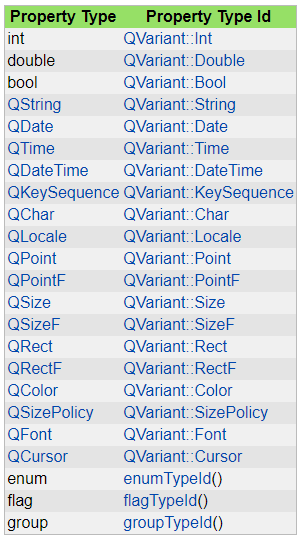 Property Type Property Type Id
int QVariant::Int
double QVariant::Double
bool QVariant::Bool
QString QVariant::String
QDate QVariant::Date
QTime QVariant::Time
QDateTime QVariant::DateTime
QKeySequence QVariant::KeySequence
QChar QVariant::Char
QLocale QVariant::Locale
QPoint QVariant::Point
QPointF QVariant::PointF
QSize QVariant::Size
QSizeF QVariant::SizeF
QRect QVariant::Rect
QRectF QVariant::RectF
QColor QVariant::Color
QSizePolicy QVariant::SizePolicy
QFont QVariant::Font
QCursor QVariant::Cursor
enum enumTypeId()
flag flagTypeId()
group groupTypeId()